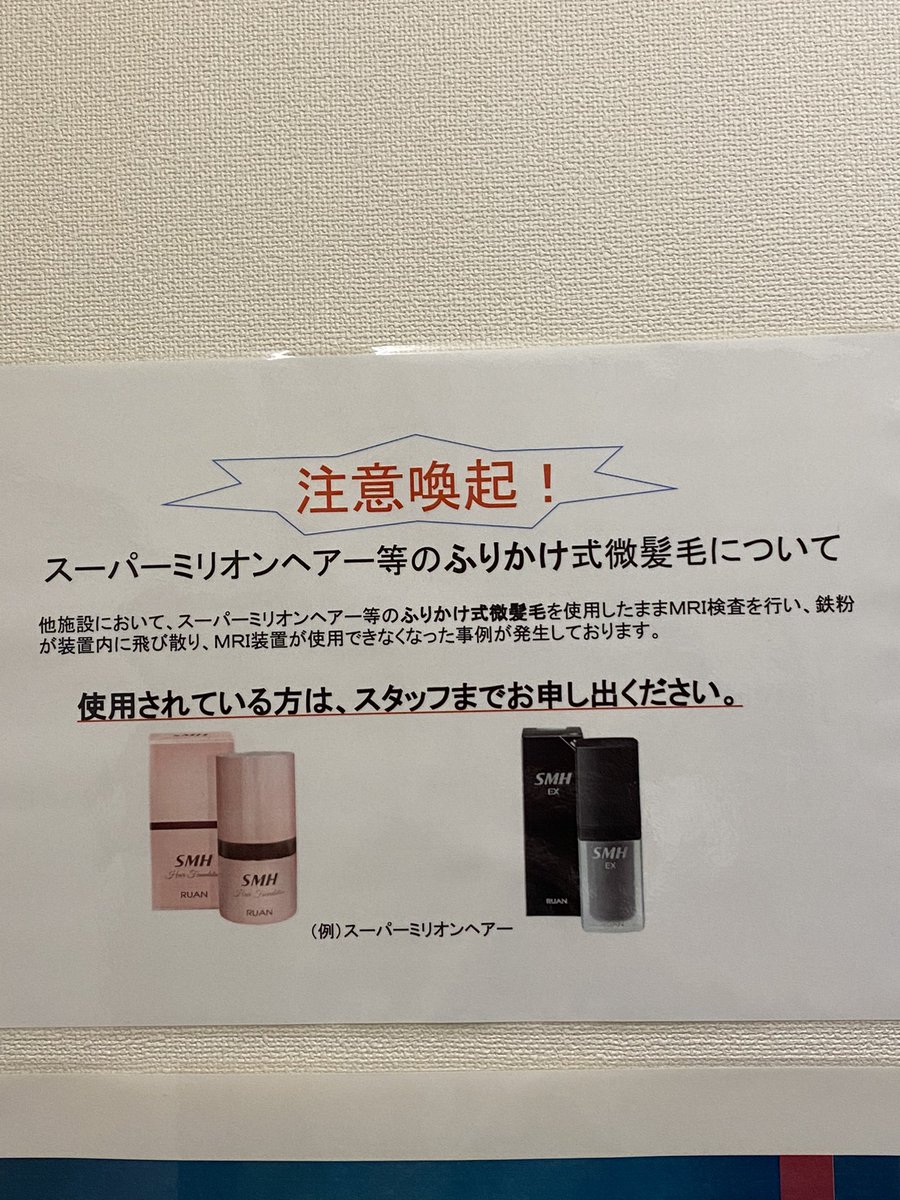 注意喚起！
スーパーミリオンヘアー等のふりかけ式微髪毛について
他施設において、スーパーミリオンヘアー等のふりかけ式微髪毛を使用したままMRI検査を行い、鉄粉
が装置内に飛び散り、MRI装置が使用できなくなった事例が発生しております。
使用されている方は、スタッフまでお申し出ください。
SMH
SMH
Hair Foundation
RUAN
SMH
Hair Foundation
RUAN
SMH
EX
RUAN
SMH
EX
（例）スーパーミリオンヘアー